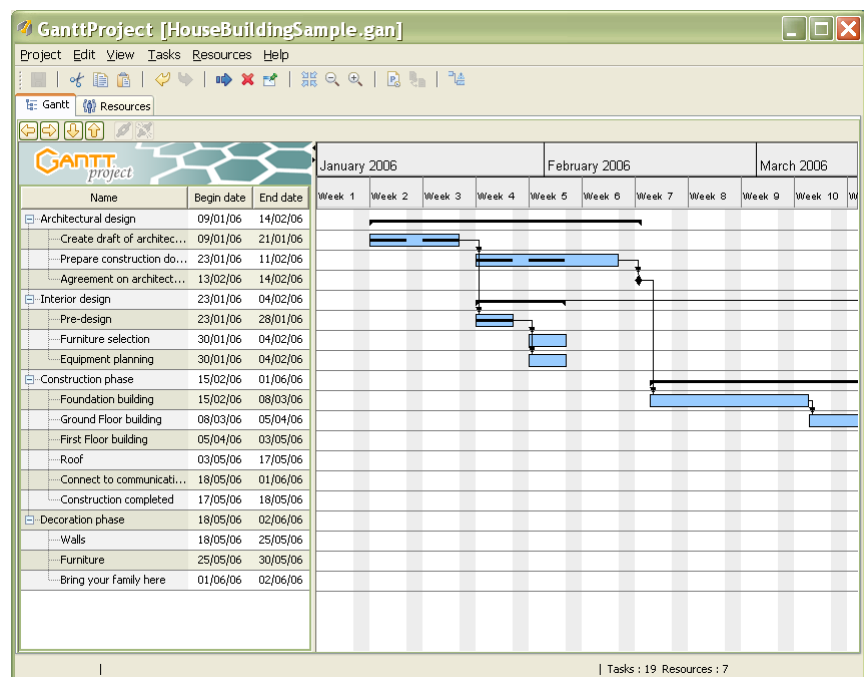 GanttProject [HouseBuildingSample.gan]
Project Edit View Tasks Resources Help
Gantt Resources
GANTT project
January 2006 February 2006 March 2006
Name Begin date End date Week 1 Week 2 Week 3 Week 4 Week 5 Week 6 Week 7 Week 8 Week 9 Week 10 W
Architectural design 09/01/06 14/02/06
Create draft of architec... 09/01/06 21/01/06
Prepare construction do... 23/01/06 11/02/06
Agreement on architect... 13/02/06 14/02/06
Interior design 23/01/06 04/02/06
Pre-design 23/01/06 28/01/06
Furniture selection 30/01/06 04/02/06
Equipment planning 30/01/06 04/02/06
Construction phase 15/02/06 01/06/06
Foundation building 15/02/06 08/03/06
Ground Floor building 08/03/06 05/04/06
First Floor building 05/04/06 03/05/06
Roof 03/05/06 17/05/06
Connect to communicati... 18/05/06 01/06/06
Construction completed 17/05/06 18/05/06
Decoration phase 18/05/06 02/06/06
Walls 18/05/06 25/05/06
Furniture 25/05/06 30/05/06
Bring your family here 01/06/06 02/06/06
Tasks : 19 Resources : 7